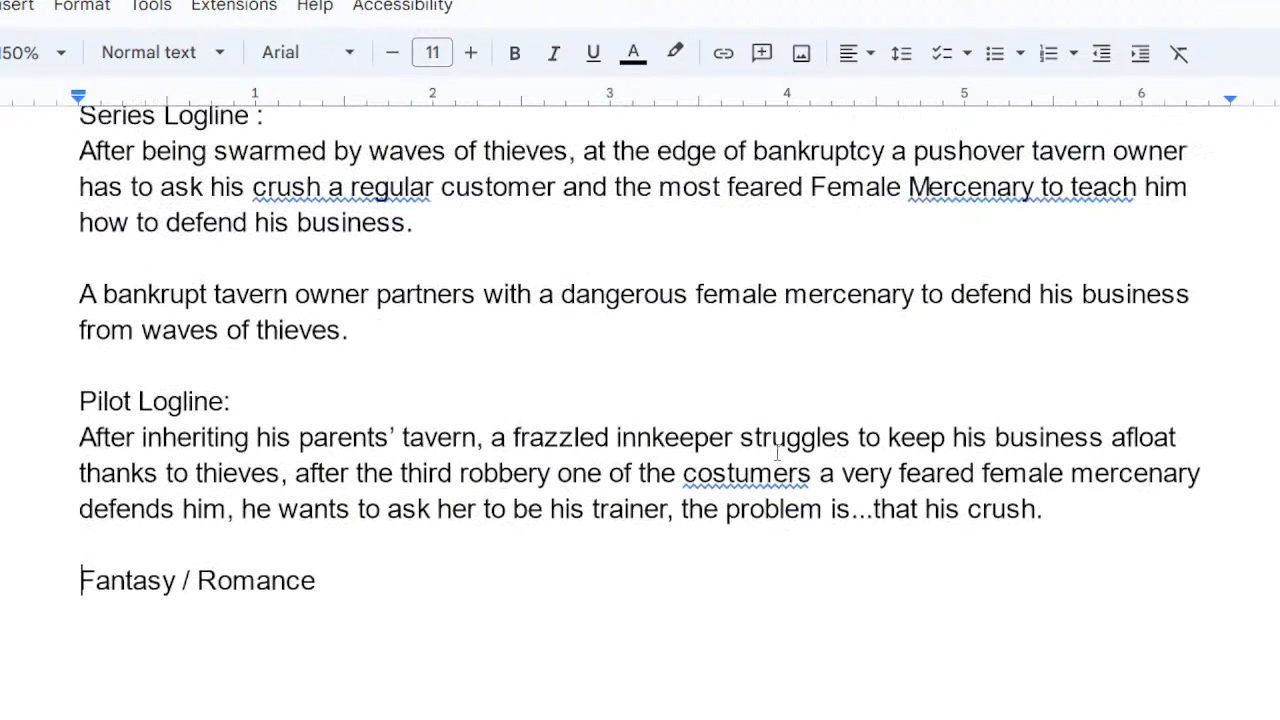 nsert Format Tools Extensions Help Accessibility
150% Normal text Arial − 11 + B I U A
1 2 3 4 5 6
Series Logline :
After being swarmed by waves of thieves, at the edge of bankruptcy a pushover tavern owner
has to ask his crush a regular customer and the most feared Female Mercenary to teach him
how to defend his business.
A bankrupt tavern owner partners with a dangerous female mercenary to defend his business
from waves of thieves.
Pilot Logline:
After inheriting his parents’ tavern, a frazzled innkeeper struggles to keep his business afloat
thanks to thieves, after the third robbery one of the costumers a very feared female mercenary
defends him, he wants to ask her to be his trainer, the problem is...that his crush.
Fantasy / Romance